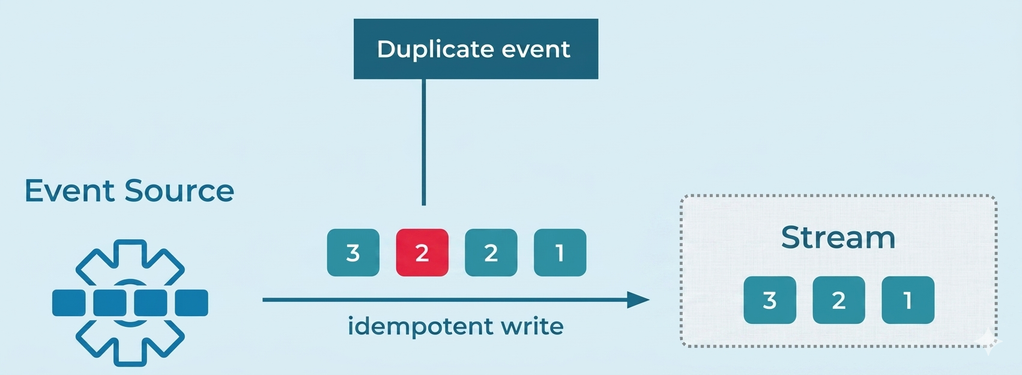 Duplicate event
Event Source
3 2 2 1
idempotent write
Stream
3 2 1